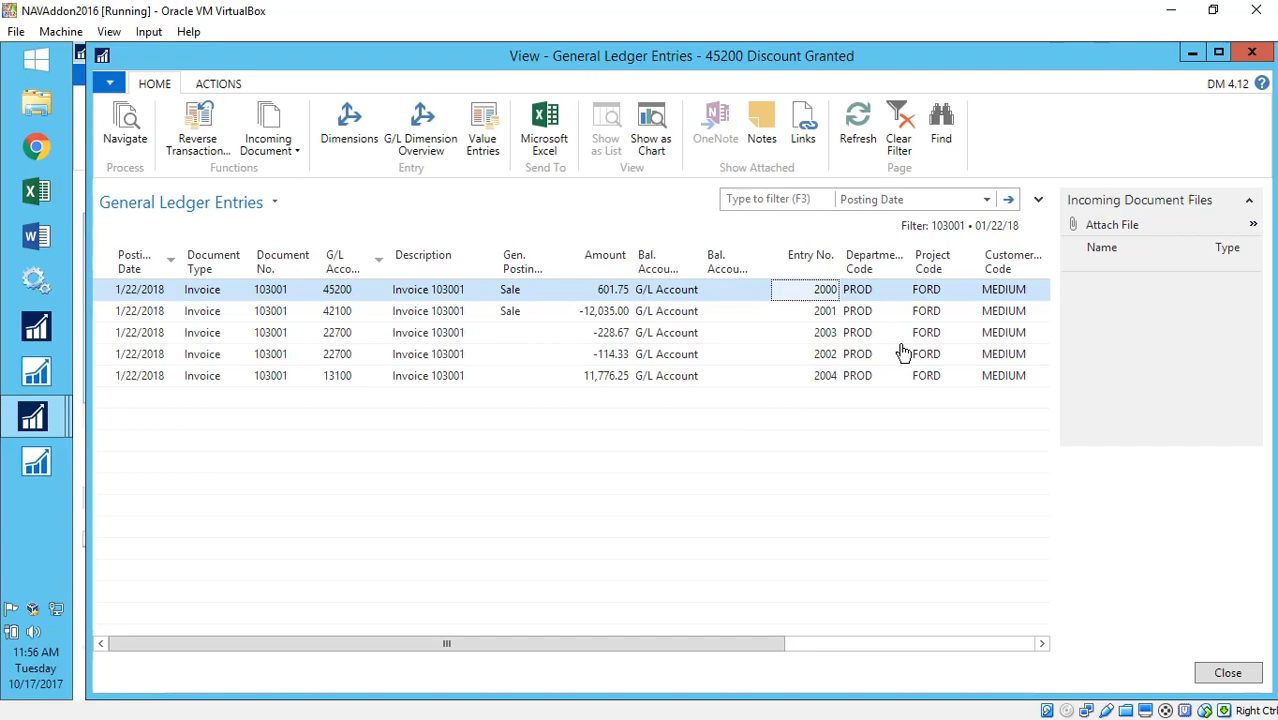 NAVAddon2016 [Running] - Oracle VM VirtualBox
File Machine View Input Help
View - General Ledger Entries - 45200 Discount Granted
HOME ACTIONS DM 4.12
Navigate Reverse Transaction... Incoming Document Dimensions G/L Dimension Overview Value Entries Microsoft Excel Show as List Show as Chart OneNote Notes Links Refresh Clear Filter Find
Process Functions Entry Send To View Show Attached Page
General Ledger Entries Type to filter (F3) Posting Date
Filter: 103001 • 01/22/18
Posti... Date Document Type Document No. G/L Acco... Description Gen. Postin... Amount Bal. Accou... Bal. Accou... Entry No. Departme... Code Project Code Customer... Code
1/22/2018 Invoice 103001 45200 Invoice 103001 Sale 601.75 G/L Account 2000 PROD FORD MEDIUM
1/22/2018 Invoice 103001 42100 Invoice 103001 Sale -12,035.00 G/L Account 2001 PROD FORD MEDIUM
1/22/2018 Invoice 103001 22700 Invoice 103001 -228.67 G/L Account 2003 PROD FORD MEDIUM
1/22/2018 Invoice 103001 22700 Invoice 103001 -114.33 G/L Account 2002 PROD FORD MEDIUM
1/22/2018 Invoice 103001 13100 Invoice 103001 11,776.25 G/L Account 2004 PROD FORD MEDIUM
Incoming Document Files
Attach File
Name Type
Close
11:56 AM
Tuesday
10/17/2017
Right Ctrl